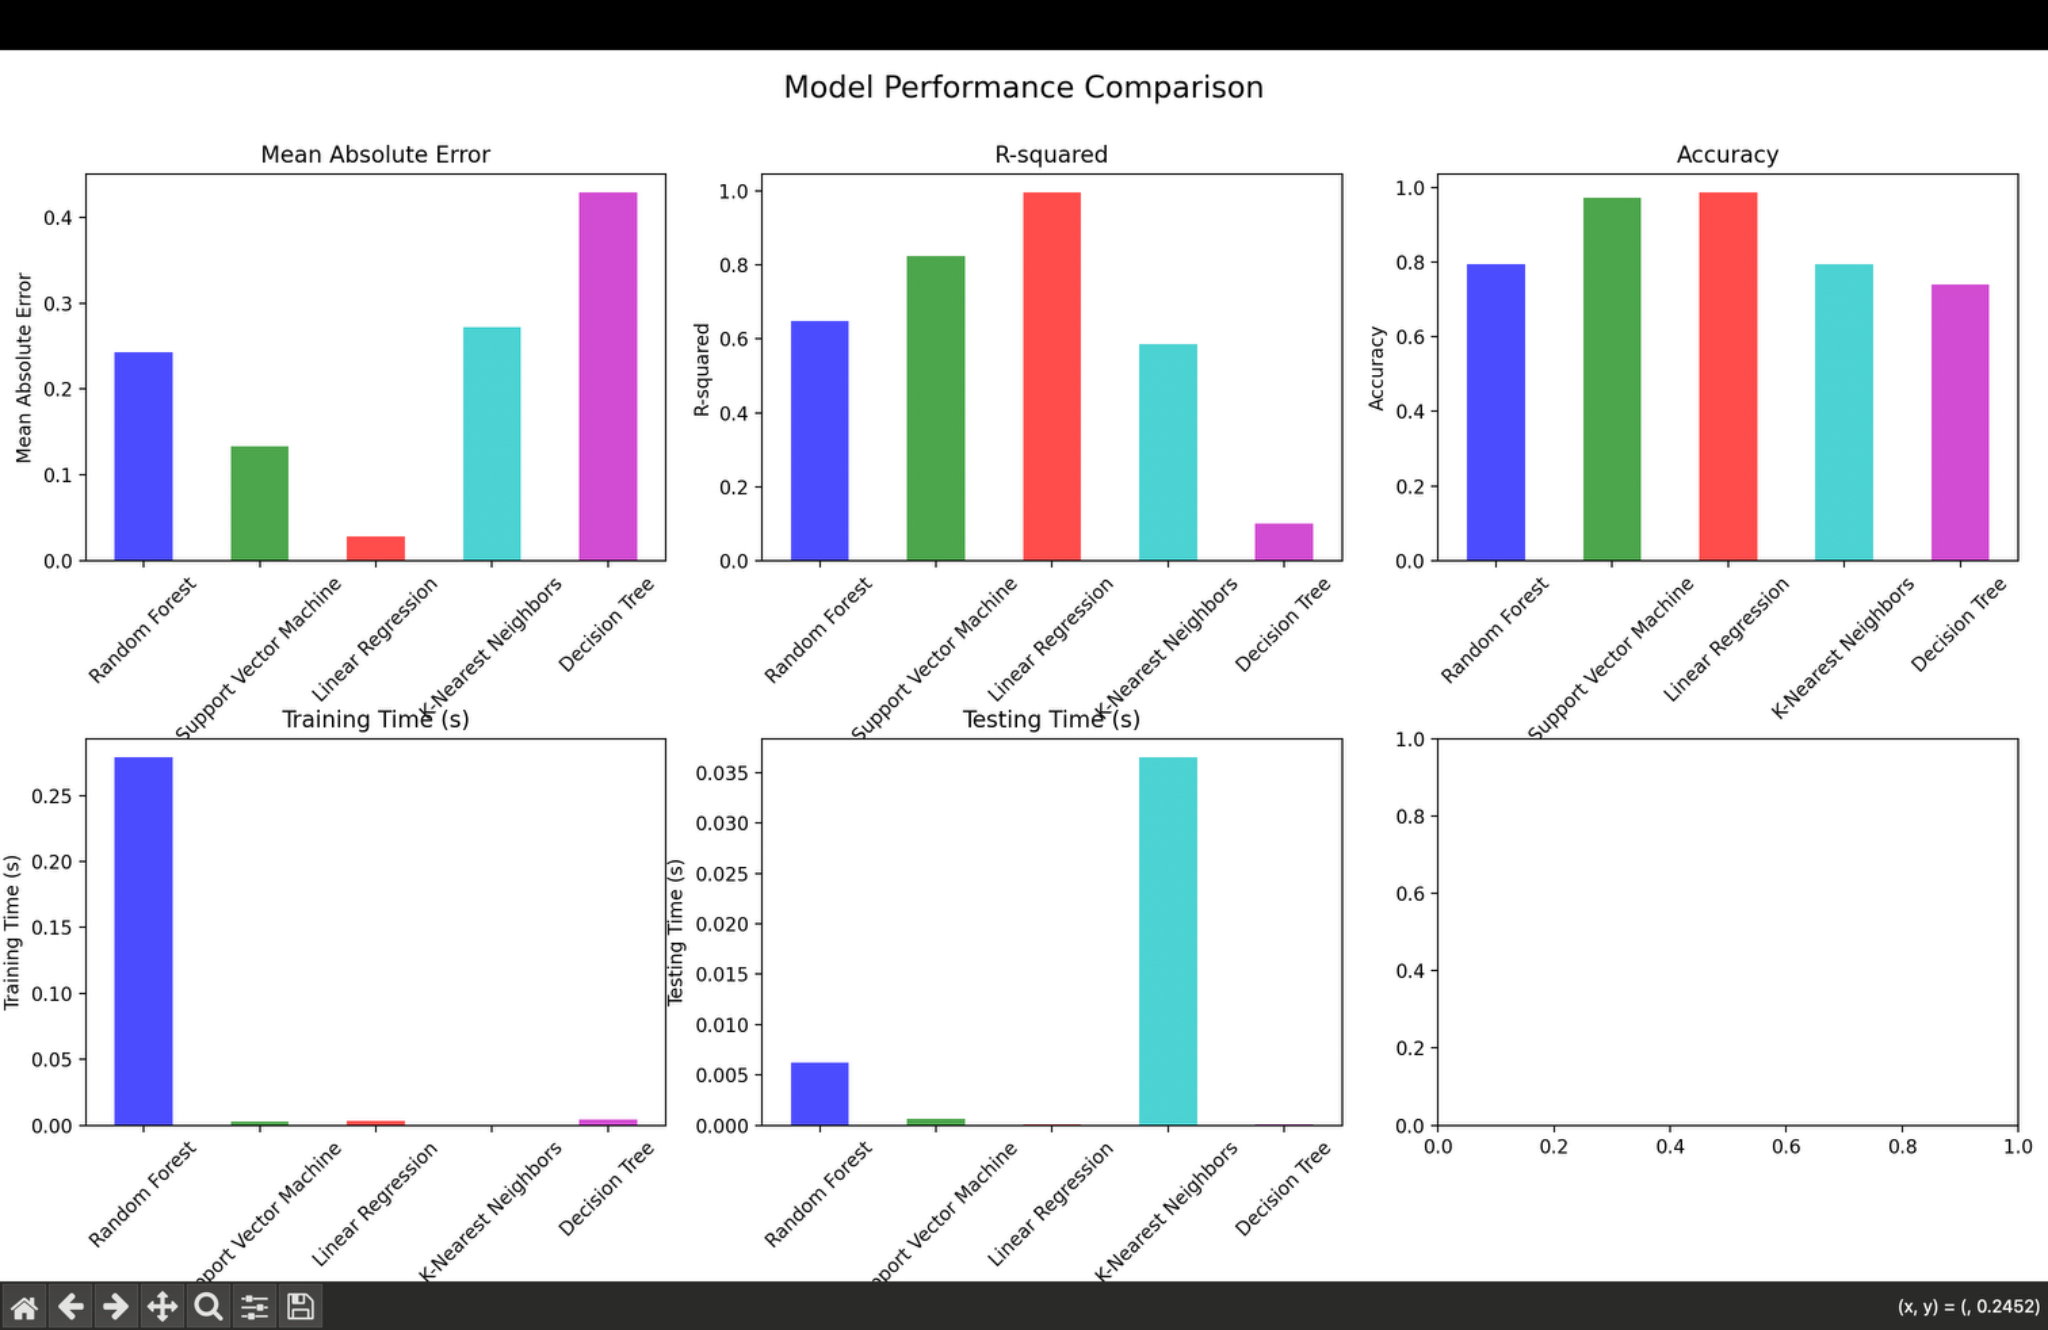 Model Performance Comparison
Mean Absolute Error
Mean Absolute Error
0.4
0.3
0.2
0.1
0.0
Random Forest
Support Vector Machine
Linear Regression
K-Nearest Neighbors
Decision Tree
R-squared
R-squared
1.0
0.8
0.6
0.4
0.2
0.0
Random Forest
Support Vector Machine
Linear Regression
K-Nearest Neighbors
Decision Tree
Accuracy
Accuracy
1.0
0.8
0.6
0.4
0.2
0.0
Random Forest
Support Vector Machine
Linear Regression
K-Nearest Neighbors
Decision Tree
Training Time (s)
Training Time (s)
0.25
0.20
0.15
0.10
0.05
0.00
Random Forest
pport Vector Machine
Linear Regression
K-Nearest Neighbors
Decision Tree
Testing Time (s)
Testing Time (s)
0.035
0.030
0.025
0.020
0.015
0.010
0.005
0.000
Random Forest
pport Vector Machine
Linear Regression
K-Nearest Neighbors
Decision Tree
1.0
0.8
0.6
0.4
0.2
0.0
0.0 0.2 0.4 0.6 0.8 1.0
(x, y) = (, 0.2452)